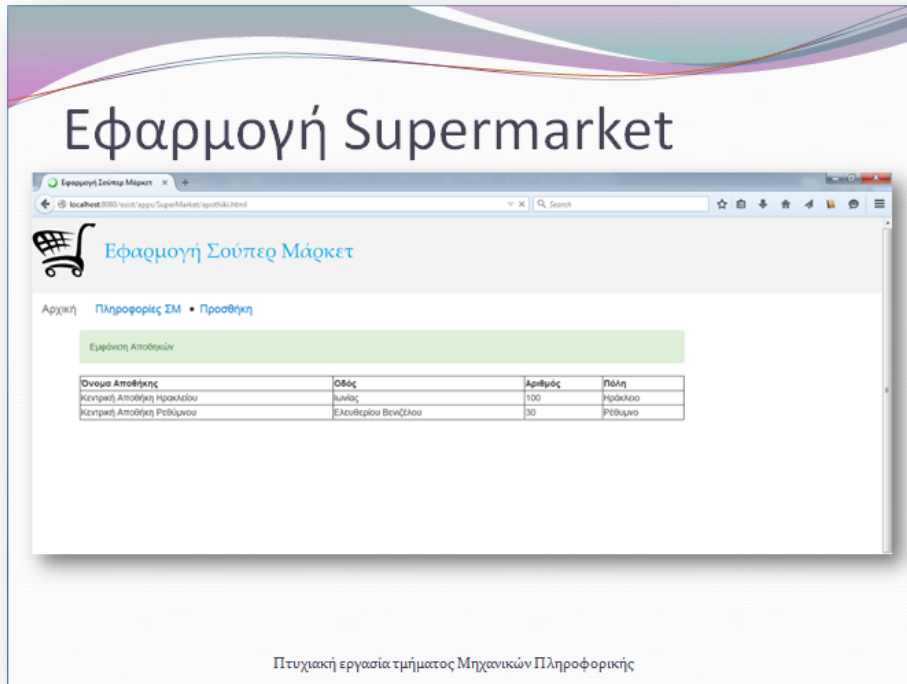 Εφαρμογή Supermarket
Εφαρμογή Σούπερ Μάρκετ × +
localhost:8080/exist/apps/SuperMarket/apothiki.html Search
Εφαρμογή Σούπερ Μάρκετ
Αρχική Πληροφορίες ΣΜ • Προσθήκη
Εμφάνιση Αποθηκών
Όνομα Αποθήκης Οδός Αριθμός Πόλη
Κεντρική Αποθήκη Ηρακλείου Ιωνίας 100 Ηράκλειο
Κεντρική Αποθήκη Ρεθύμνου Ελευθερίου Βενιζέλου 30 Ρέθυμνο
Πτυχιακή εργασία τμήματος Μηχανικών Πληροφορικής